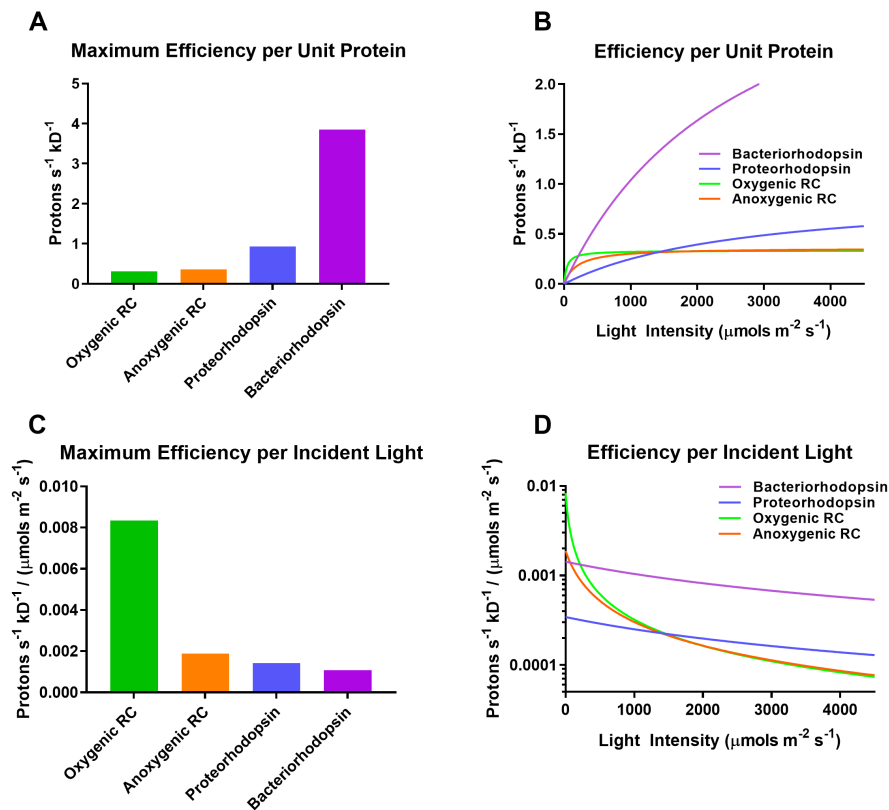 A
Maximum Efficiency per Unit Protein
Protons s⁻¹ kD⁻¹
5
4
3
2
1
0
Oxygenic RC
Anoxygenic RC
Proteorhodopsin
Bacteriorhodopsin
B
Efficiency per Unit Protein
Protons s⁻¹ kD⁻¹
2.0
1.5
1.0
0.5
0.0
Bacteriorhodopsin
Proteorhodopsin
Oxygenic RC
Anoxygenic RC
0 1000 2000 3000 4000
Light Intensity (μmols m⁻² s⁻¹)
C
Maximum Efficiency per Incident Light
Protons s⁻¹ kD⁻¹ / (μmols m⁻² s⁻¹)
0.010
0.008
0.006
0.004
0.002
0.000
Oxygenic RC
Anoxygenic RC
Proteorhodopsin
Bacteriorhodopsin
D
Efficiency per Incident Light
Protons s⁻¹ kD⁻¹ / (μmols m⁻² s⁻¹)
0.01
0.001
0.0001
Bacteriorhodopsin
Proteorhodopsin
Oxygenic RC
Anoxygenic RC
0 1000 2000 3000 4000
Light Intensity (μmols m⁻² s⁻¹)